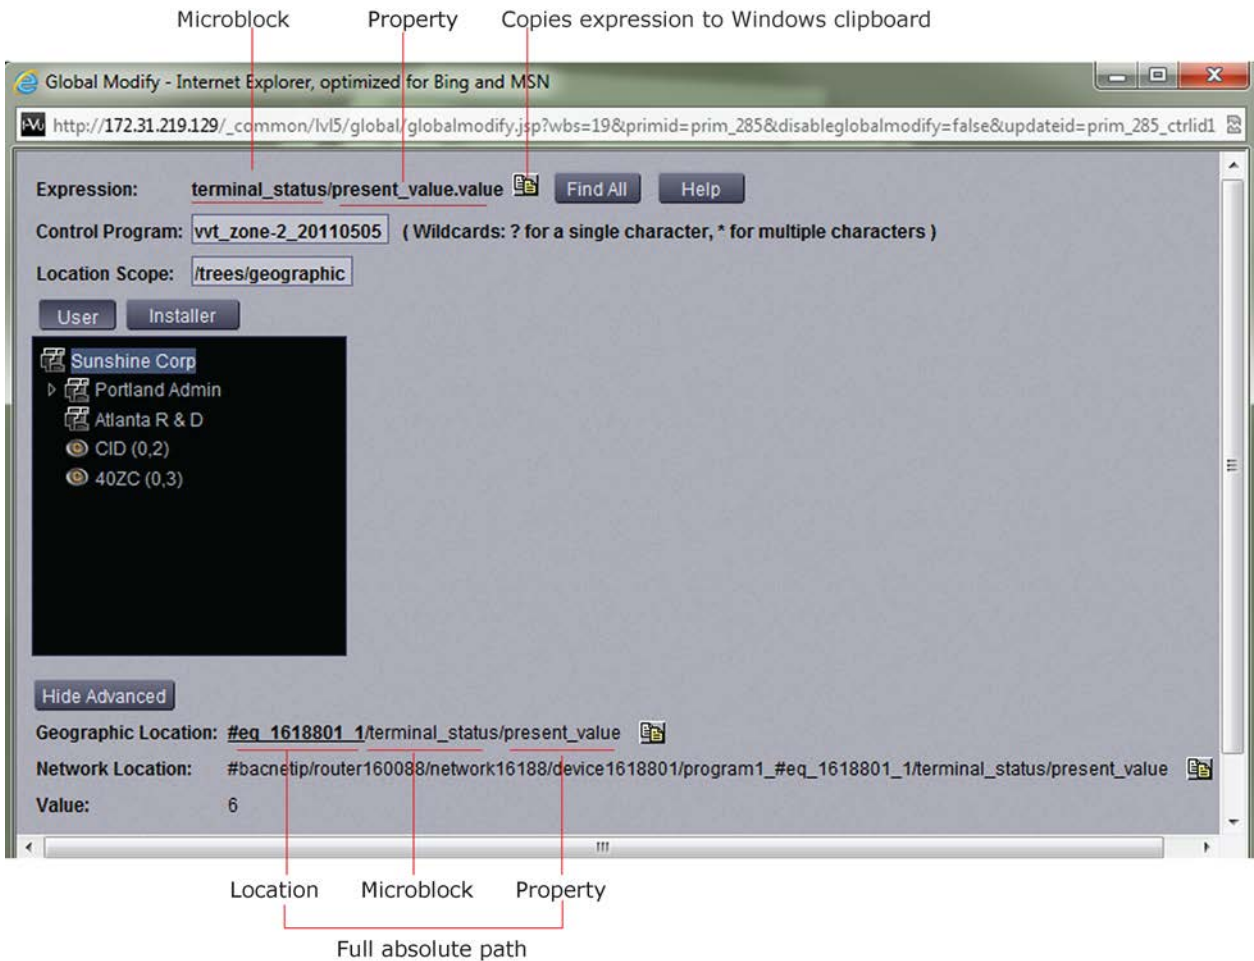 Microblock Property Copies expression to Windows clipboard
Global Modify - Internet Explorer, optimized for Bing and MSN
i-Vu http://172.31.219.129/_common/lvl5/global/globalmodify.jsp?wbs=19&primid=prim_285&disableglobalmodify=false&updateid=prim_285_ctrlid1
Expression: terminal_status/present_value.value Find All Help
Control Program: vvt_zone-2_20110505 ( Wildcards: ? for a single character, * for multiple characters )
Location Scope: /trees/geographic
User Installer
Sunshine Corp
Portland Admin
Atlanta R & D
CID (0,2)
40ZC (0,3)
Hide Advanced
Geographic Location: #eq_1618801_1/terminal_status/present_value
Network Location: #bacnetip/router160088/network16188/device1618801/program1_#eq_1618801_1/terminal_status/present_value
Value: 6
Location Microblock Property
Full absolute path